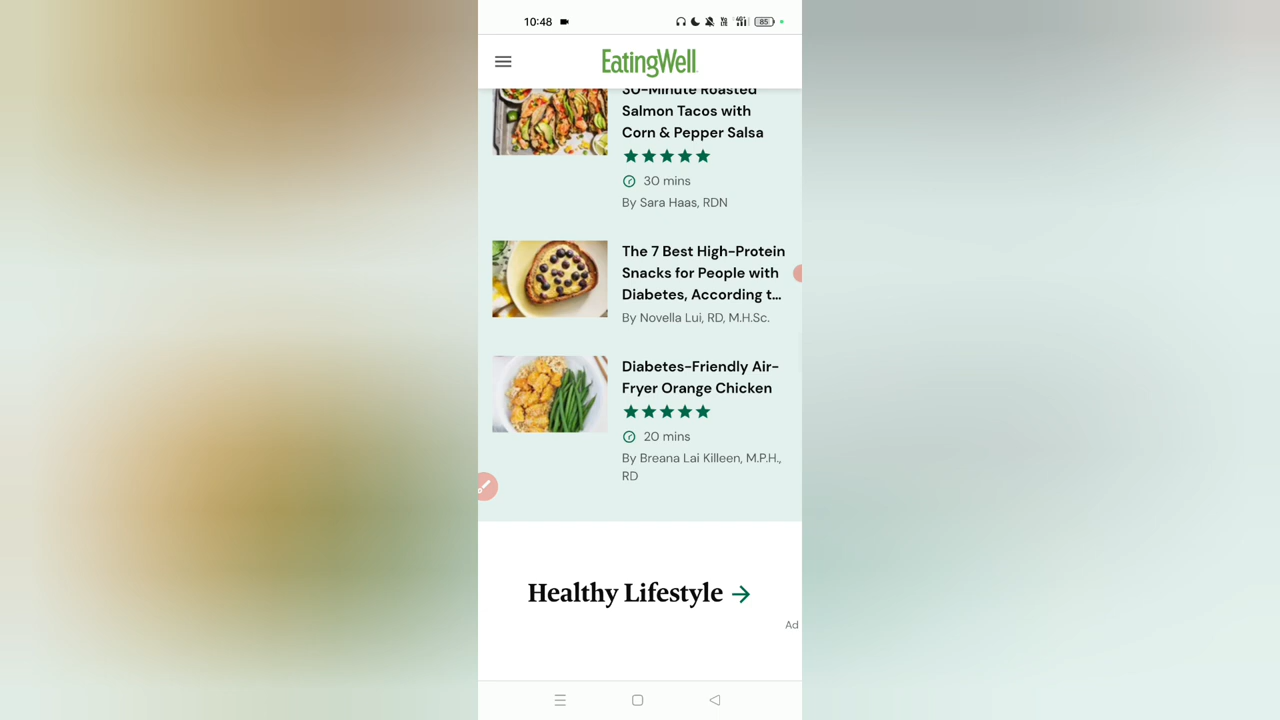 10:48
85
EatingWell
30-Minute Roasted
Salmon Tacos with
Corn & Pepper Salsa
30 mins
By Sara Haas, RDN
The 7 Best High-Protein
Snacks for People with
Diabetes, According t...
By Novella Lui, RD, M.H.Sc.
Diabetes-Friendly Air-
Fryer Orange Chicken
20 mins
By Breana Lai Killeen, M.P.H.,
RD
Healthy Lifestyle
Ad